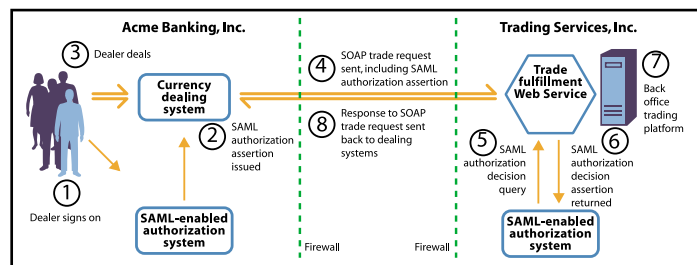 Acme Banking, Inc.
Trading Services, Inc.
3
Dealer deals
Currency
dealing
system
2
SAML
authorization
assertion
issued
1
Dealer signs on
SAML-enabled
authorization
system
4
SOAP trade request
sent, including SAML
authorization assertion
8
Response to SOAP
trade request sent
back to dealing
systems
Firewall
Firewall
Trade
fulfillment
Web Service
7
Back
office
trading
platform
5
SAML
authorization
decision
query
6
SAML
authorization
decision
assertion
returned
SAML-enabled
authorization
system